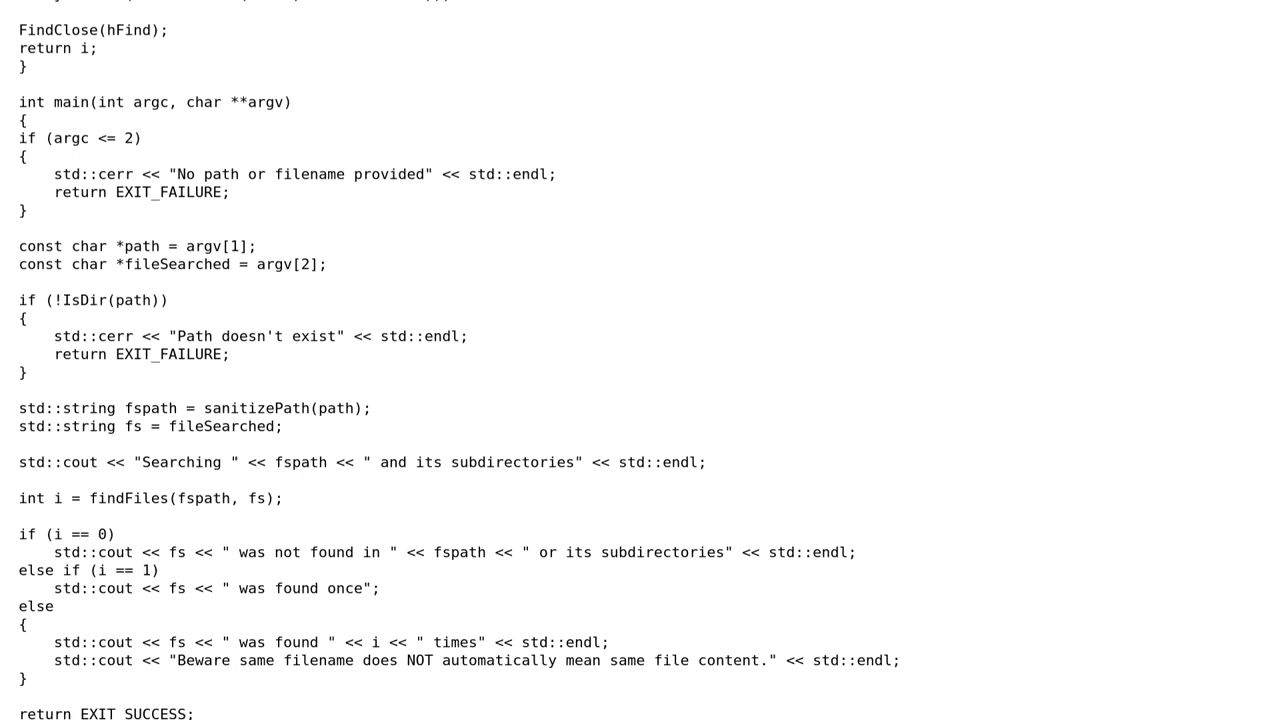 FindClose(hFind);
return i;
}

int main(int argc, char **argv)
{
if (argc <= 2)
{
    std::cerr << "No path or filename provided" << std::endl;
    return EXIT_FAILURE;
}

const char *path = argv[1];
const char *fileSearched = argv[2];

if (!IsDir(path))
{
    std::cerr << "Path doesn't exist" << std::endl;
    return EXIT_FAILURE;
}

std::string fspath = sanitizePath(path);
std::string fs = fileSearched;

std::cout << "Searching " << fspath << " and its subdirectories" << std::endl;

int i = findFiles(fspath, fs);

if (i == 0)
    std::cout << fs << " was not found in " << fspath << " or its subdirectories" << std::endl;
else if (i == 1)
    std::cout << fs << " was found once";
else
{
    std::cout << fs << " was found " << i << " times" << std::endl;
    std::cout << "Beware same filename does NOT automatically mean same file content." << std::endl;
}

return EXIT_SUCCESS;